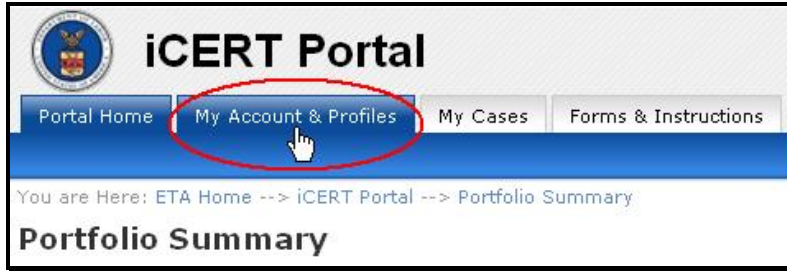 iCERT Portal
Portal Home My Account & Profiles My Cases Forms & Instructions
You are Here: ETA Home --> iCERT Portal --> Portfolio Summary
Portfolio Summary